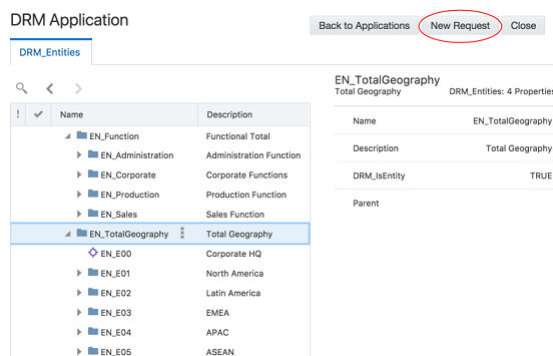 DRM Application
Back to Applications New Request Close
DRM_Entities
! Name Description
EN_Function Functional Total
EN_Administration Administration Function
EN_Corporate Corporate Functions
EN_Production Production Function
EN_Sales Sales Function
EN_TotalGeography Total Geography
EN_E00 Corporate HQ
EN_E01 North America
EN_E02 Latin America
EN_E03 EMEA
EN_E04 APAC
EN_E05 ASEAN
EN_TotalGeography
Total Geography DRM_Entities: 4 Properties
Name EN_TotalGeography
Description Total Geography
DRM_IsEntity TRUE
Parent